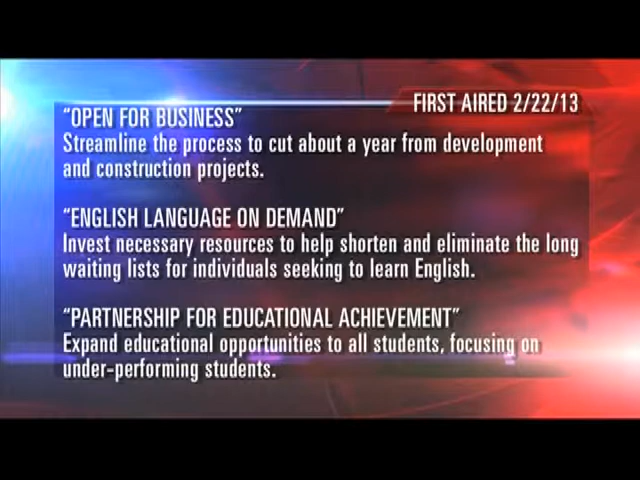 FIRST AIRED 2/22/13
“OPEN FOR BUSINESS”
Streamline the process to cut about a year from development
and construction projects.
“ENGLISH LANGUAGE ON DEMAND”
Invest necessary resources to help shorten and eliminate the long
waiting lists for individuals seeking to learn English.
“PARTNERSHIP FOR EDUCATIONAL ACHIEVEMENT”
Expand educational opportunities to all students, focusing on
under-performing students.